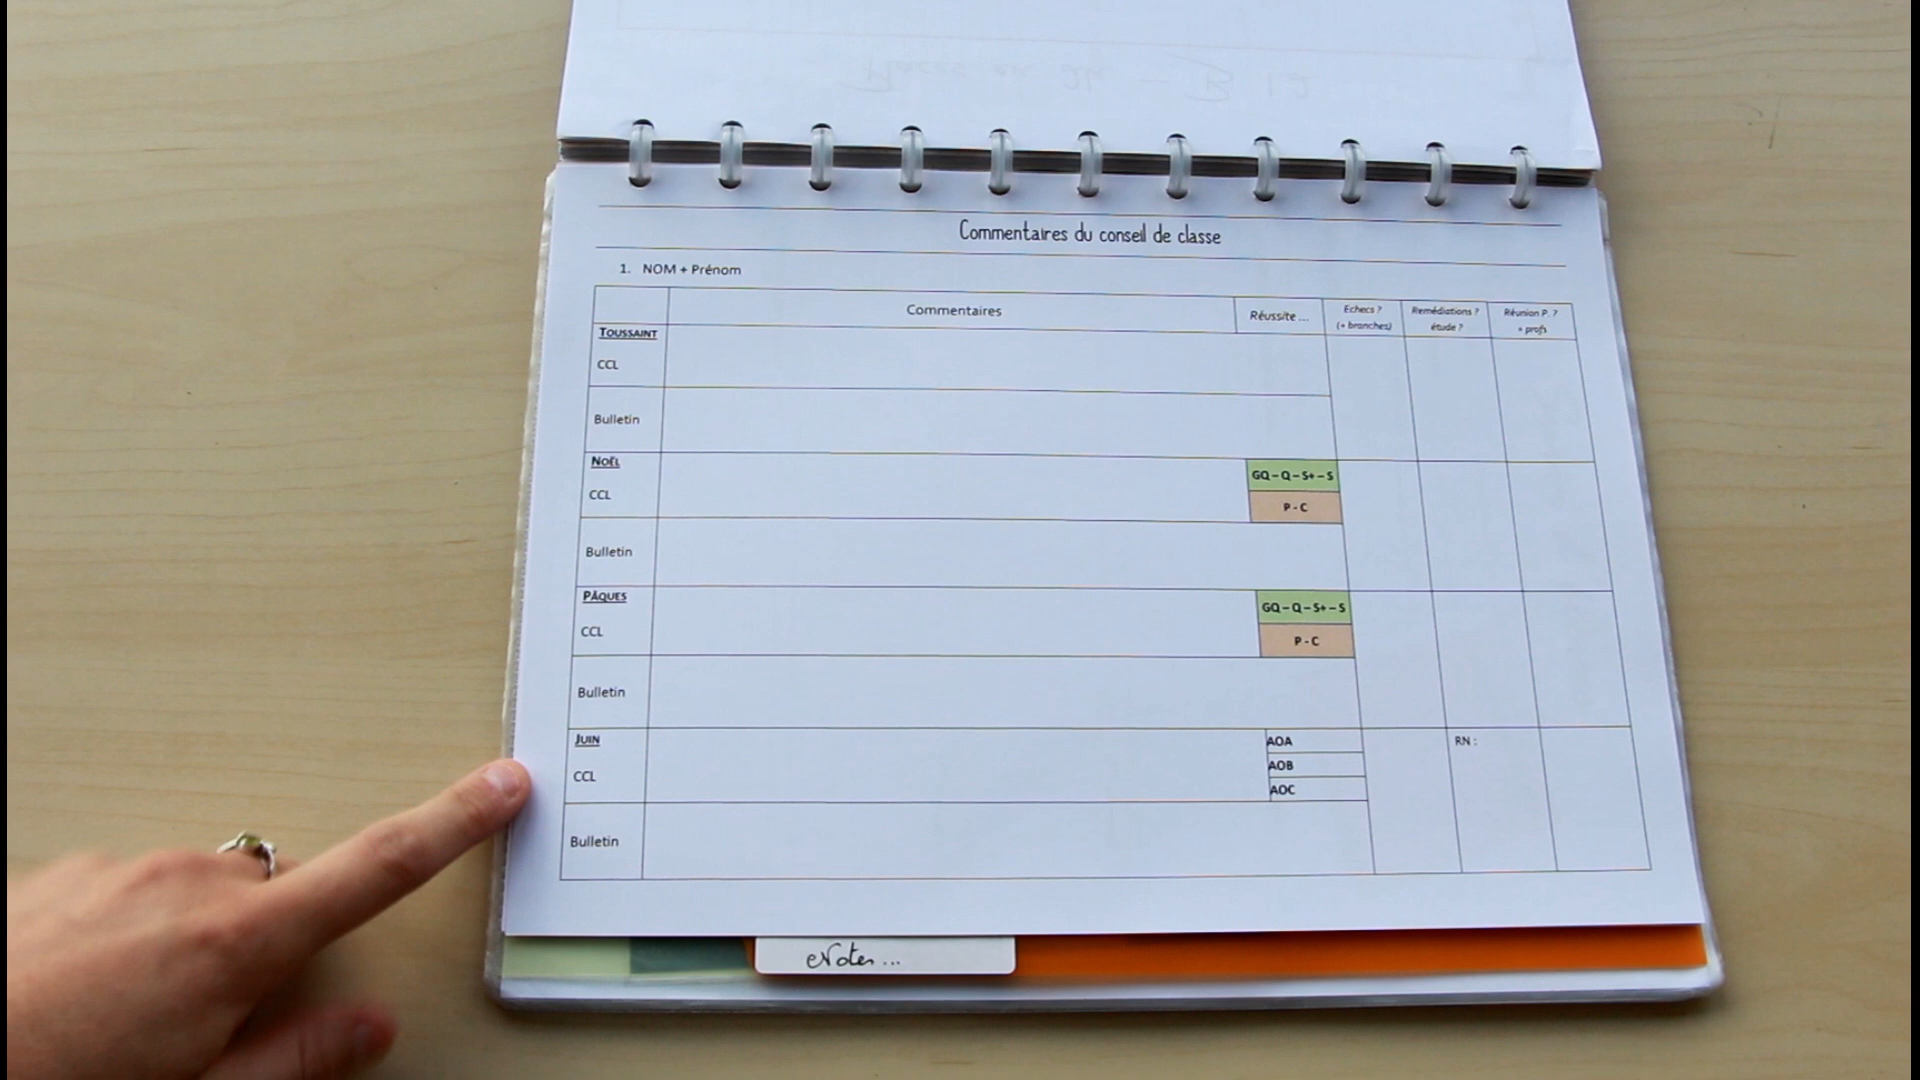 Commentaires du conseil de classe
1. NOM + Prénom
Commentaires
Réussite ...
Echecs ?
(+ branches)
Remédiations ?
étude ?
Réunion P. ?
+ profs
TOUSSAINT
CCL
Bulletin
NOËL
CCL
GQ – Q – S+ – S
P - C
Bulletin
PÂQUES
CCL
GQ – Q – S+ – S
P - C
Bulletin
JUIN
CCL
AOA
AOB
AOC
RN :
Bulletin
Notes ...